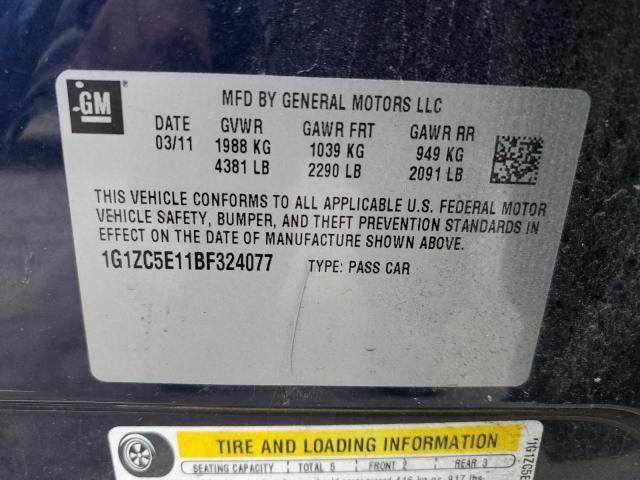 GM
MFD BY GENERAL MOTORS LLC
DATE GVWR GAWR FRT GAWR RR
03/11 1988 KG 1039 KG 949 KG
4381 LB 2290 LB 2091 LB
THIS VEHICLE CONFORMS TO ALL APPLICABLE U.S. FEDERAL MOTOR
VEHICLE SAFETY, BUMPER, AND THEFT PREVENTION STANDARDS IN
EFFECT ON THE DATE OF MANUFACTURE SHOWN ABOVE.
1G1ZC5E11BF324077 TYPE: PASS CAR
TIRE AND LOADING INFORMATION
SEATING CAPACITY TOTAL 5 FRONT 2 REAR 3